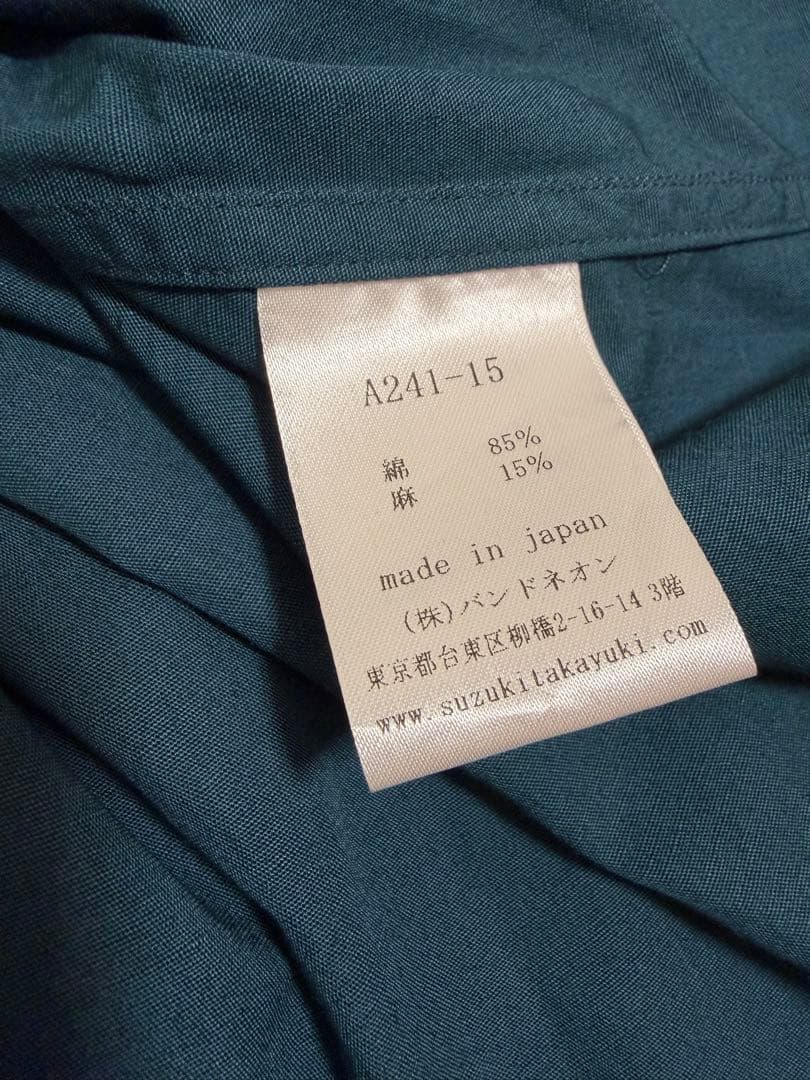 A241-15
綿 85%
麻 15%
made in japan
(株)バンドネオン
東京都台東区柳橋2-16-14 3階
www.suzukitakayuki.com